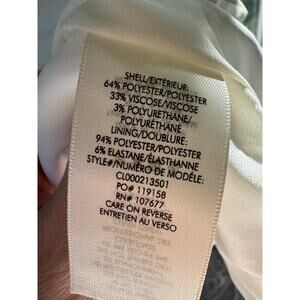 SHELL/EXTÉRIEUR:
64% POLYESTER/POLYESTER
33% VISCOSE/VISCOSE
3% POLYURETHANE/
POLYURÉTHANE
LINING/DOUBLURE:
94% POLYESTER/POLYESTER
6% ELASTANE/ÉLASTHANNE
STYLE#/NUMÉRO DE MODÈLE:
CL000213501
PO# 119158
RN# 107677
CARE ON REVERSE
ENTRETIEN AU VERSO